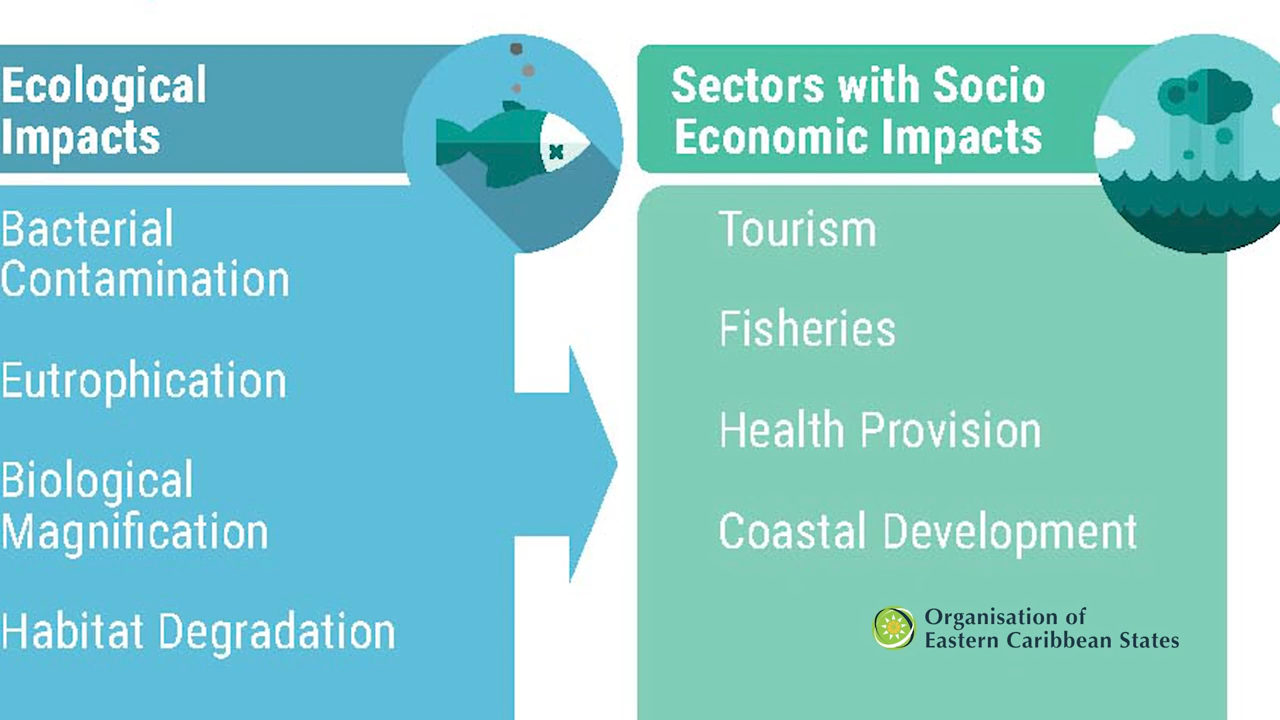 Ecological
Impacts
Bacterial
Contamination
Eutrophication
Biological
Magnification
Habitat Degradation
Sectors with Socio
Economic Impacts
Tourism
Fisheries
Health Provision
Coastal Development
Organisation of
Eastern Caribbean States